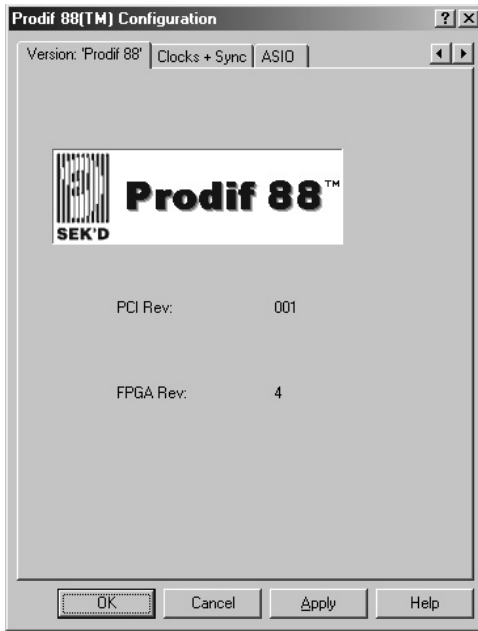 Prodif 88(TM) Configuration
Version: 'Prodif 88' Clocks + Sync ASIO
SEK'D Prodif 88™
PCI Rev: 001
FPGA Rev: 4
OK Cancel Apply Help